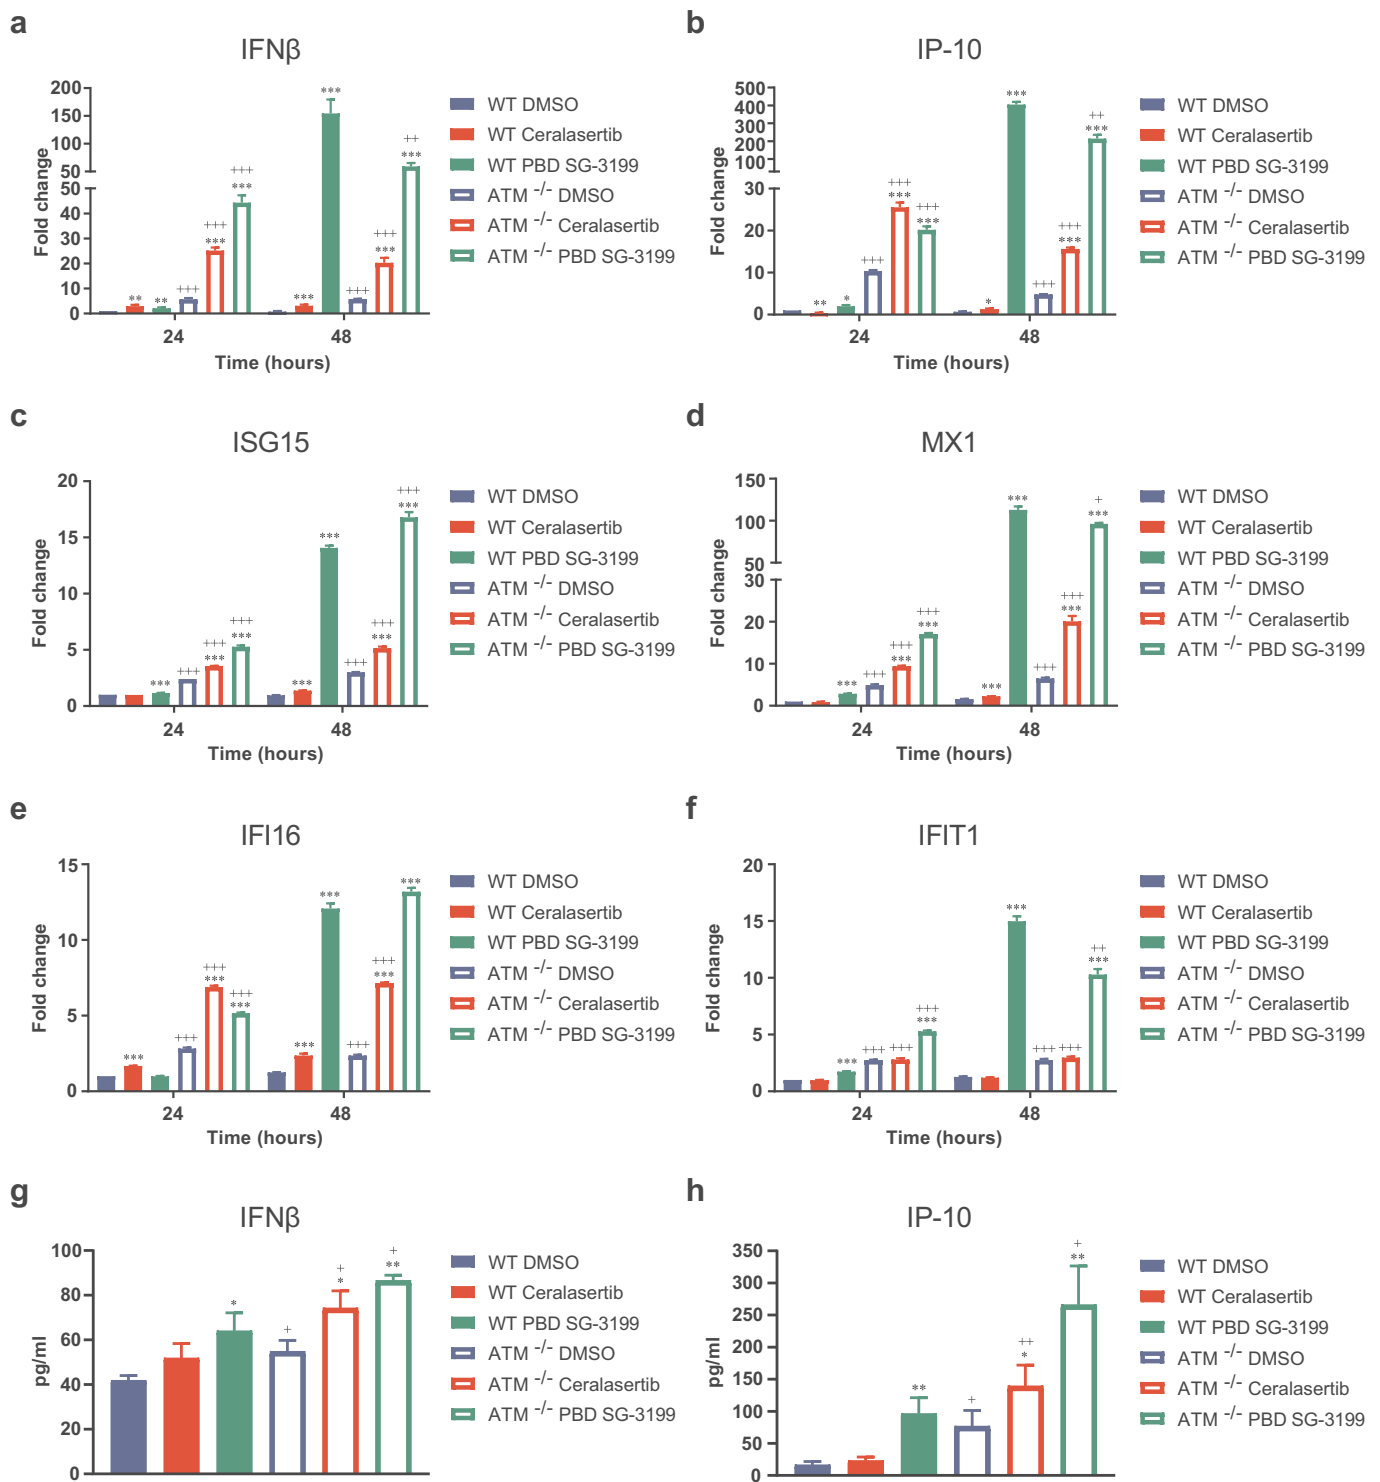 a
IFNβ
Fold change
200
150
100
50
50
40
30
20
10
0
** ** +++ +++ *** +++ *** *** *** +++ +++ *** ++ ***
24 48
Time (hours)
WT DMSO
WT Ceralasertib
WT PBD SG-3199
ATM -/- DMSO
ATM -/- Ceralasertib
ATM -/- PBD SG-3199
b
IP-10
Fold change
500
400
300
200
100
30
20
10
0
** * +++ +++ *** +++ *** * *** +++ +++ *** ++ ***
24 48
Time (hours)
WT DMSO
WT Ceralasertib
WT PBD SG-3199
ATM -/- DMSO
ATM -/- Ceralasertib
ATM -/- PBD SG-3199
c
ISG15
Fold change
20
15
10
5
0
*** +++ +++ *** +++ *** *** *** +++ +++ *** +++ ***
24 48
Time (hours)
WT DMSO
WT Ceralasertib
WT PBD SG-3199
ATM -/- DMSO
ATM -/- Ceralasertib
ATM -/- PBD SG-3199
d
MX1
Fold change
150
100
50
30
20
10
0
*** +++ +++ *** +++ *** *** *** +++ +++ *** + ***
24 48
Time (hours)
WT DMSO
WT Ceralasertib
WT PBD SG-3199
ATM -/- DMSO
ATM -/- Ceralasertib
ATM -/- PBD SG-3199
e
IFI16
Fold change
15
10
5
0
*** +++ +++ *** +++ *** *** *** +++ +++ *** ***
24 48
Time (hours)
WT DMSO
WT Ceralasertib
WT PBD SG-3199
ATM -/- DMSO
ATM -/- Ceralasertib
ATM -/- PBD SG-3199
f
IFIT1
Fold change
20
15
10
5
0
*** +++ +++ +++ *** *** +++ +++ ++ ***
24 48
Time (hours)
WT DMSO
WT Ceralasertib
WT PBD SG-3199
ATM -/- DMSO
ATM -/- Ceralasertib
ATM -/- PBD SG-3199
g
IFNβ
pg/ml
100
80
60
40
20
0
* + + * + **
WT DMSO
WT Ceralasertib
WT PBD SG-3199
ATM -/- DMSO
ATM -/- Ceralasertib
ATM -/- PBD SG-3199
h
IP-10
pg/ml
350
300
250
200
150
100
50
0
** + ++ * + **
WT DMSO
WT Ceralasertib
WT PBD SG-3199
ATM -/- DMSO
ATM -/- Ceralasertib
ATM -/- PBD SG-3199